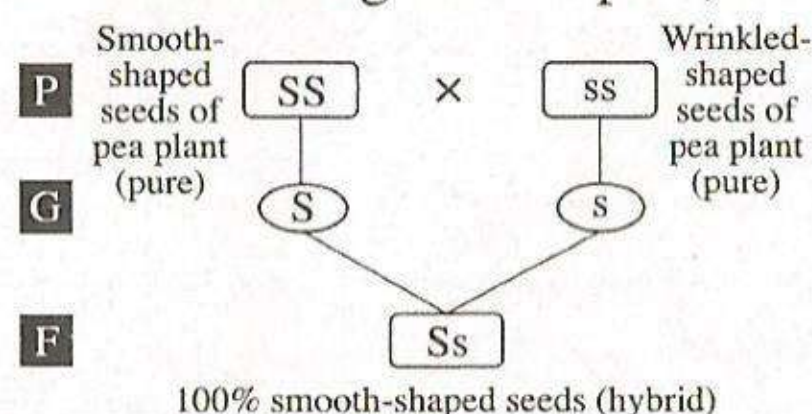 Smooth-
shaped
seeds of
pea plant
(pure)
Wrinkled-
shaped
seeds of
pea plant
(pure)
P
SS
×
ss
G
S
s
F
Ss
100% smooth-shaped seeds (hybrid)